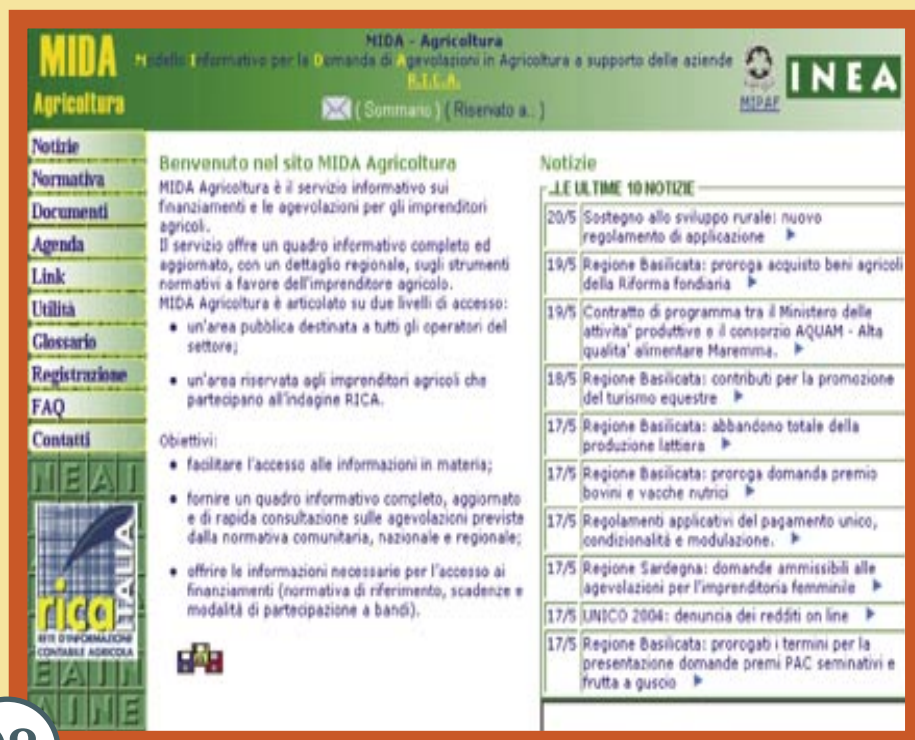 MIDA
Agricoltura
MIDA - Agricoltura
Modello Informativo per la Domanda di Agevolazioni in Agricoltura a supporto delle aziende
R.I.C.A.
( Sommario ) ( Riservato a.. )
MIPAF
INEA
Notizie
Normativa
Documenti
Agenda
Link
Utilità
Glossario
Registrazione
FAQ
Contatti
NEAI
rica
ITALIA
RETE D'INFORMAZIONE
CONTABILE AGRICOLA
EAIN
AINE
Benvenuto nel sito MIDA Agricoltura
MIDA Agricoltura è il servizio informativo sui
finanziamenti e le agevolazioni per gli imprenditori
agricoli.
Il servizio offre un quadro informativo completo ed
aggiornato, con un dettaglio regionale, sugli strumenti
normativi a favore dell'imprenditore agricolo.
MIDA Agricoltura è articolato su due livelli di accesso:
• un'area pubblica destinata a tutti gli operatori del
settore;
• un'area riservata agli imprenditori agricoli che
partecipano all'indagine RICA.
Obiettivi:
• facilitare l'accesso alle informazioni in materia;
• fornire un quadro informativo completo, aggiornato
e di rapida consultazione sulle agevolazioni previste
dalla normativa comunitaria, nazionale e regionale;
• offrire le informazioni necessarie per l'accesso ai
finanziamenti (normativa di riferimento, scadenze e
modalità di partecipazione a bandi).
Notizie
..LE ULTIME 10 NOTIZIE
20/5 Sostegno allo sviluppo rurale: nuovo
regolamento di applicazione
19/5 Regione Basilicata: proroga acquisto beni agricoli
della Riforma fondiaria
19/5 Contratto di programma tra il Ministero delle
attivita' produttive e il consorzio AQUAM - Alta
qualita' alimentare Maremma.
18/5 Regione Basilicata: contributi per la promozione
del turismo equestre
17/5 Regione Basilicata: abbandono totale della
produzione lattiera
17/5 Regione Basilicata: proroga domanda premio
bovini e vacche nutrici
17/5 Regolamenti applicativi del pagamento unico,
condizionalità e modulazione.
17/5 Regione Sardegna: domande ammissibili alle
agevolazioni per l'imprenditoria femminile
17/5 UNICO 2004: denuncia dei redditi on line
17/5 Regione Basilicata: prorogati i termini per la
presentazione domande premi PAC seminativi e
frutta a guscio